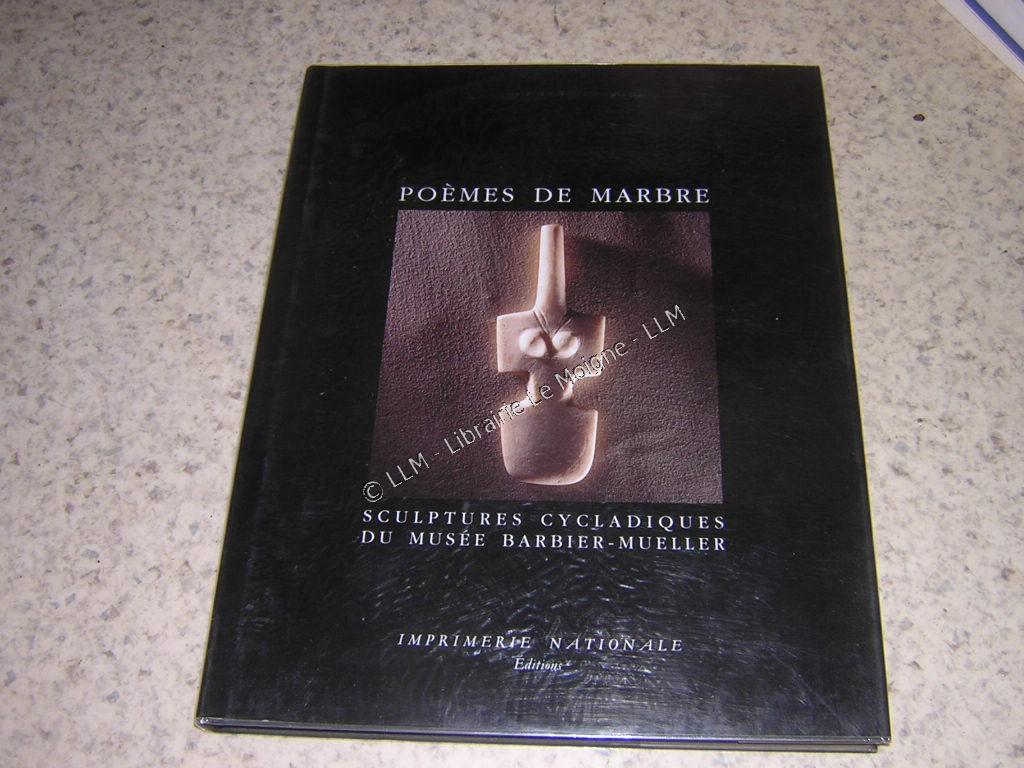 POÈMES DE MARBRE
© LLM - Librairie Le Moigne - LLM
SCULPTURES CYCLADIQUES
DU MUSÉE BARBIER-MUELLER
IMPRIMERIE NATIONALE
Éditions